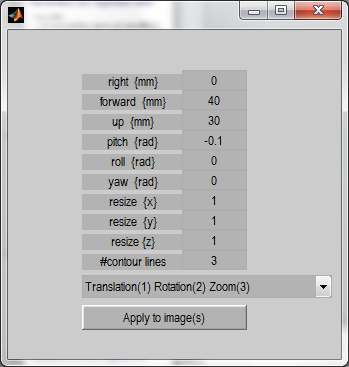 right {mm} 0
forward {mm} 40
up {mm} 30
pitch {rad} -0.1
roll {rad} 0
yaw {rad} 0
resize {x} 1
resize {y} 1
resize {z} 1
#contour lines 3
Translation(1) Rotation(2) Zoom(3)
Apply to image(s)